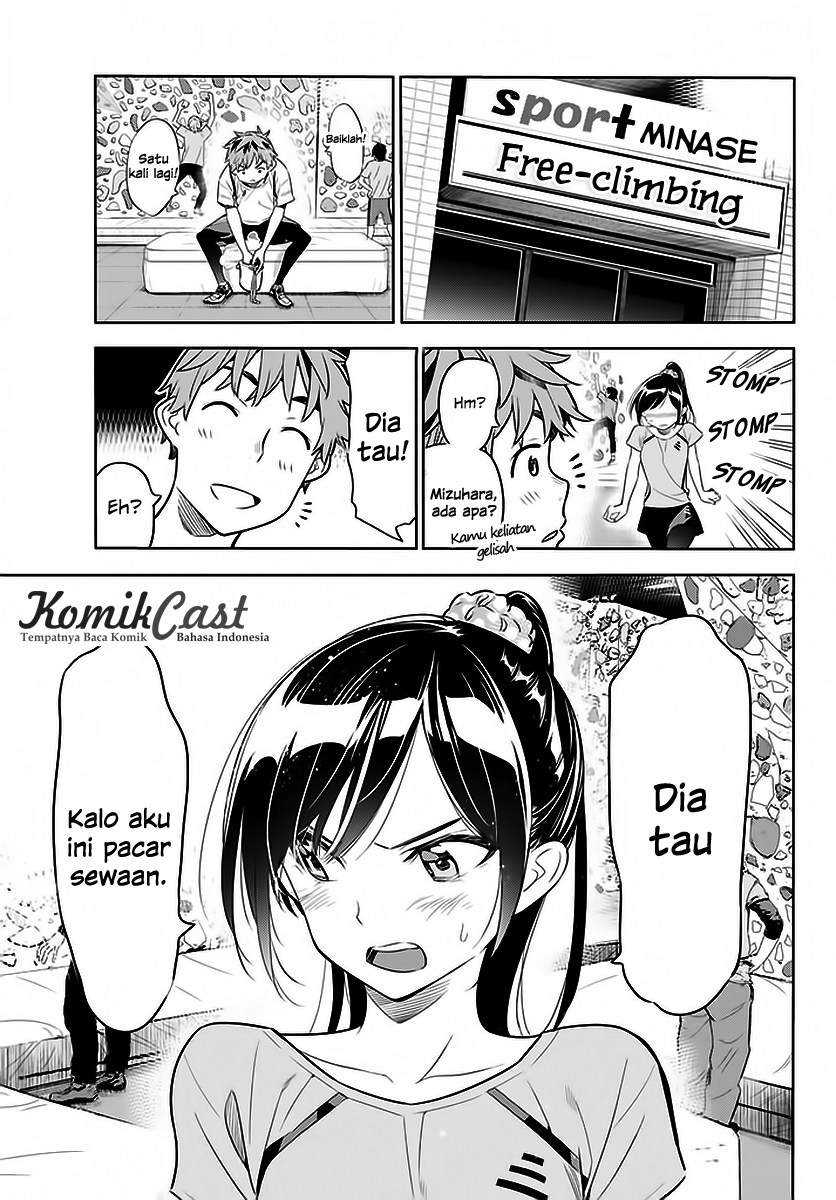 sport MINASE
Free-climbing
Baiklah!
Satu
kali lagi!
STOMP
STOMP
STOMP
Hm?
Mizuhara,
ada apa?
Kamu keliatan
gelisah
Dia
tau!
Eh?
KomikCast
Tempatnya Baca Komik Bahasa Indonesia
Dia
tau
Kalo aku
ini pacar
sewaan.